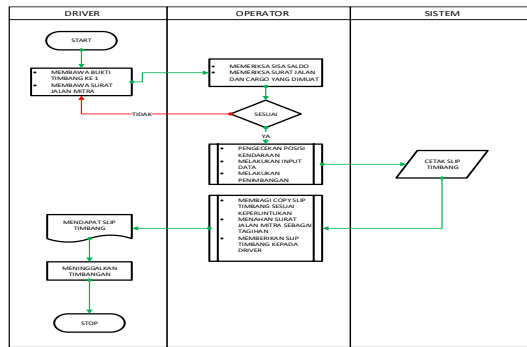 DRIVER
OPERATOR
SISTEM
START
MEMBAWA BUKTI
TIMBANG KE 1
MEMBAWA SURAT
JALAN MITRA
MEMERIKSA SISA SALDO
MEMERIKSA SURAT JALAN
DAN CARGO YANG DIMUAT
TIDAK
SESUAI
YA
PENGECEKAN POSISI
KENDARAAN
MELAKUKAN INPUT
DATA
MELAKUKAN
PENIMBANGAN
CETAK SLIP
TIMBANG
MEMBAGI COPY SLIP
TIMBANG SESUAI
KEPERUNTUKAN
MENAHAN SURAT
JALAN MITRA SEBAGAI
TAGIHAN
MEMBERIKAN SLIP
TIMBANG KEPADA
DRIVER
MENDAPAT SLIP
TIMBANG
MENINGGALKAN
TIMBANGAN
STOP